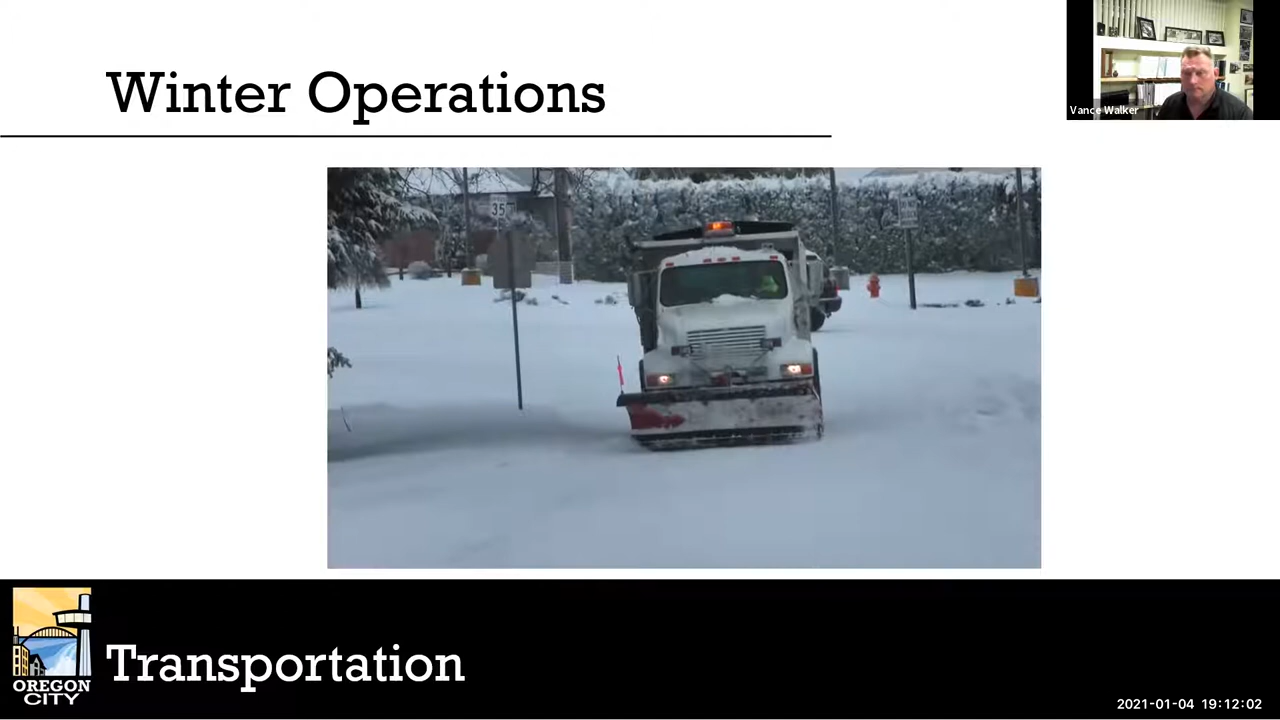 Winter Operations
Vance Walker
35
Transportation
OREGON
CITY
2021-01-04 19:12:02